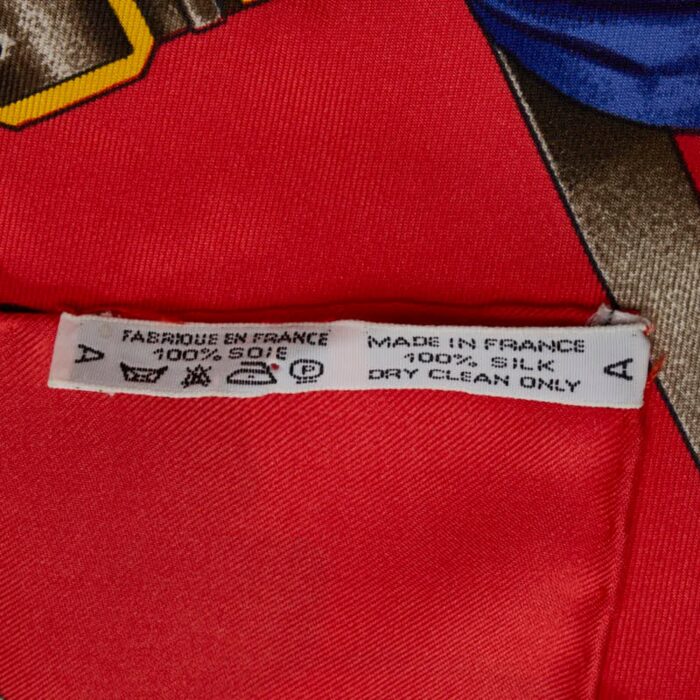 A
FABRIQUE EN FRANCE
100% SOIE
P
MADE IN FRANCE
100% SILK
DRY CLEAN ONLY
A